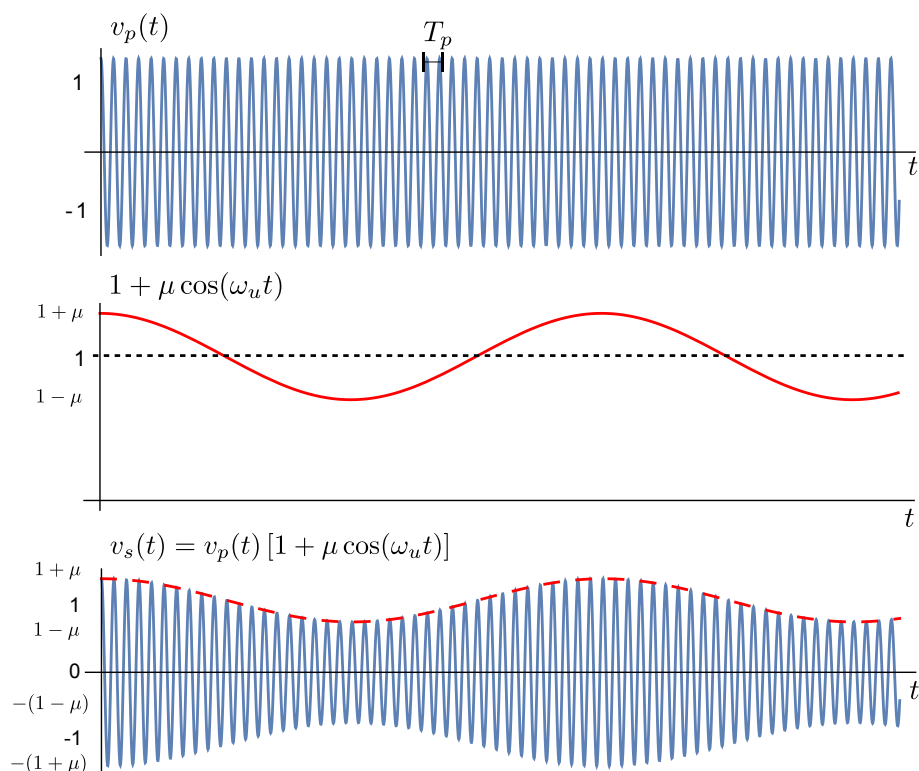 v_p(t)
T_p
1
t
-1
1 + μ cos(ω_u t)
1 + μ
1
1 − μ
t
v_s(t) = v_p(t) [1 + μ cos(ω_u t)]
1 + μ
1
1 − μ
0
t
−(1 − μ)
-1
−(1 + μ)